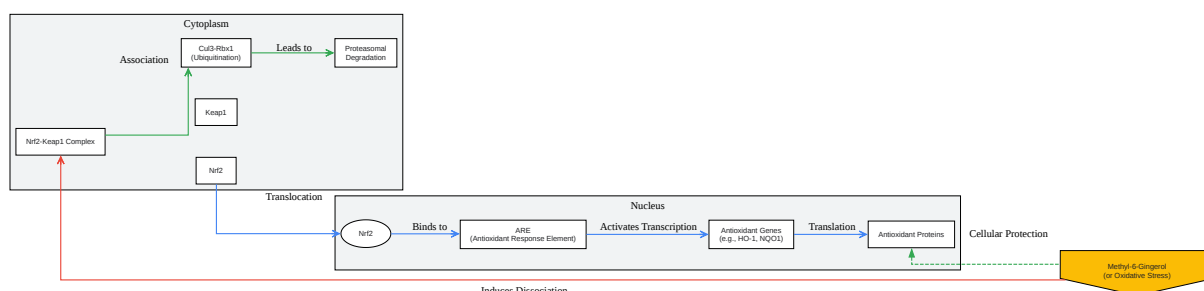 Cytoplasm
Cul3-Rbx1
(Ubiquitination)
Leads to
Proteasomal
Degradation
Association
Keap1
Nrf2-Keap1 Complex
Nrf2
Translocation
Nucleus
Nrf2
Binds to
ARE
(Antioxidant Response Element)
Activates Transcription
Antioxidant Genes
(e.g., HO-1, NQO1)
Translation
Antioxidant Proteins
Cellular Protection
Methyl-6-Gingerol
(or Oxidative Stress)
Induces Dissociation